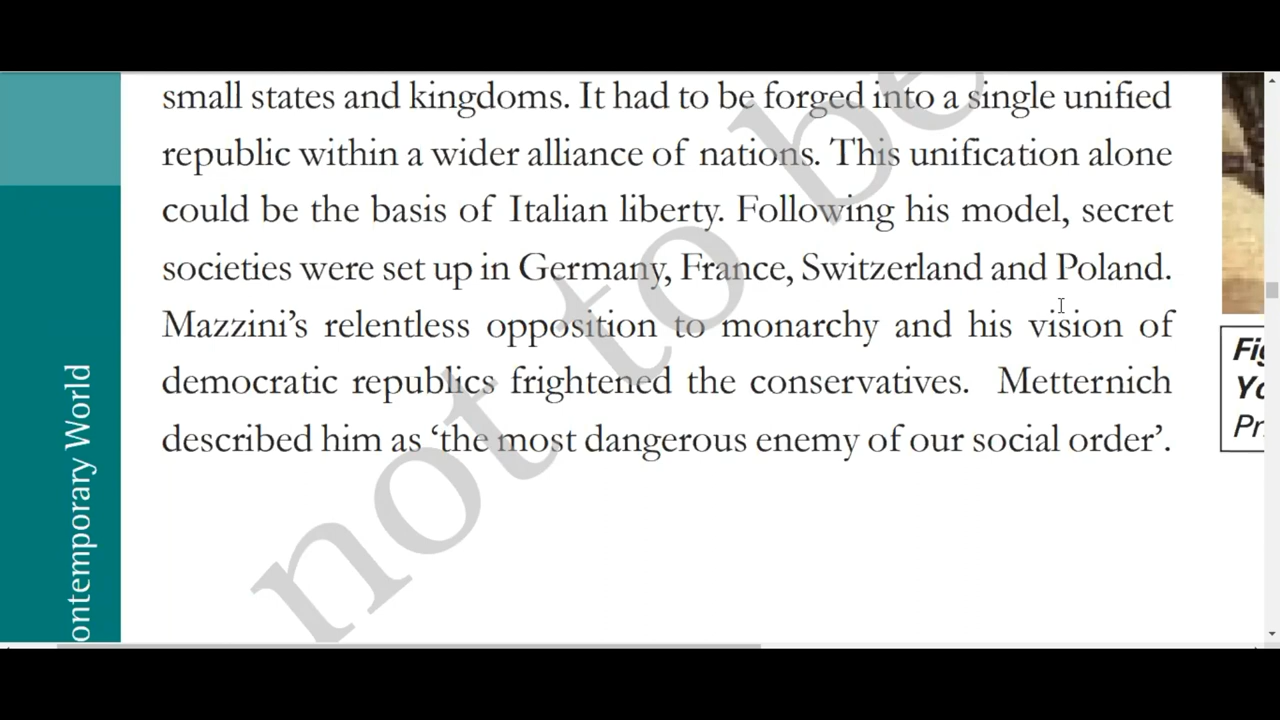 small states and kingdoms. It had to be forged into a single unified
republic within a wider alliance of nations. This unification alone
could be the basis of Italian liberty. Following his model, secret
societies were set up in Germany, France, Switzerland and Poland.
Mazzini’s relentless opposition to monarchy and his vision of
democratic republics frightened the conservatives. Metternich
described him as ‘the most dangerous enemy of our social order’.
ontemporary World
not to be
Fig
Yo
Pr